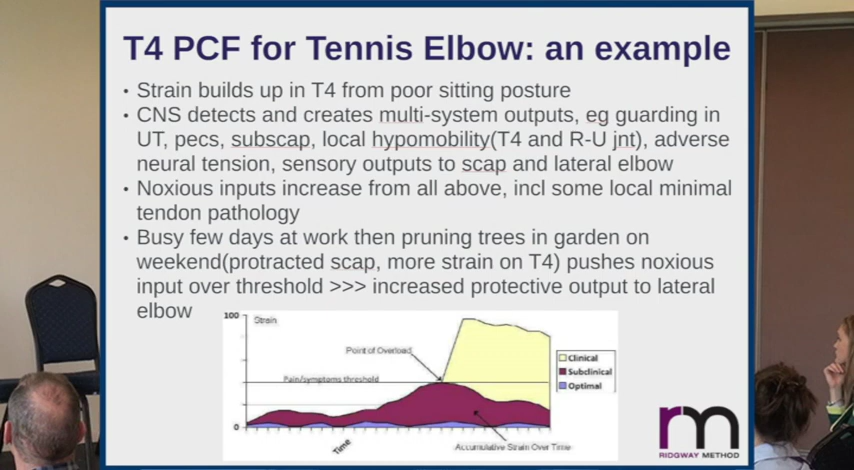 T4 PCF for Tennis Elbow: an example
• Strain builds up in T4 from poor sitting posture
• CNS detects and creates multi-system outputs, eg guarding in
UT, pecs, subscap, local hypomobility(T4 and R-U jnt), adverse
neural tension, sensory outputs to scap and lateral elbow
• Noxious inputs increase from all above, incl some local minimal
tendon pathology
• Busy few days at work then pruning trees in garden on
weekend(protracted scap, more strain on T4) pushes noxious
input over threshold >>> increased protective output to lateral
elbow
100
Strain
Point of Overload
Pain/symptoms threshold
Clinical
Subclinical
Optimal
0
Time
Accumulative Strain Over Time
rm
RIDGWAY METHOD